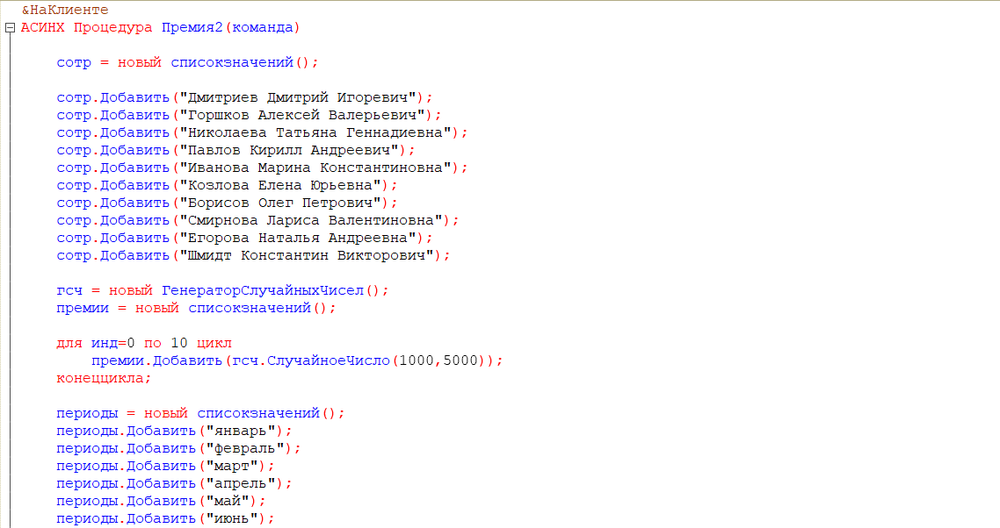 &НаКлиенте
АСИНХ Процедура Премия2(команда)
сотр = новый списокзначений();
сотр.Добавить("Дмитриев Дмитрий Игоревич");
сотр.Добавить("Горшков Алексей Валерьевич");
сотр.Добавить("Николаева Татьяна Геннадиевна");
сотр.Добавить("Павлов Кирилл Андреевич");
сотр.Добавить("Иванова Марина Константиновна");
сотр.Добавить("Козлова Елена Юрьевна");
сотр.Добавить("Борисов Олег Петрович");
сотр.Добавить("Смирнова Лариса Валентиновна");
сотр.Добавить("Егорова Наталья Андреевна");
сотр.Добавить("Шмидт Константин Викторович");
гсч = новый ГенераторСлучайныхЧисел();
премии = новый списокзначений();
для инд=0 по 10 цикл
премии.Добавить(гсч.СлучайноеЧисло(1000,5000));
конеццикла;
периоды = новый списокзначений();
периоды.Добавить("январь");
периоды.Добавить("февраль");
периоды.Добавить("март");
периоды.Добавить("апрель");
периоды.Добавить("май");
периоды.Добавить("июнь");